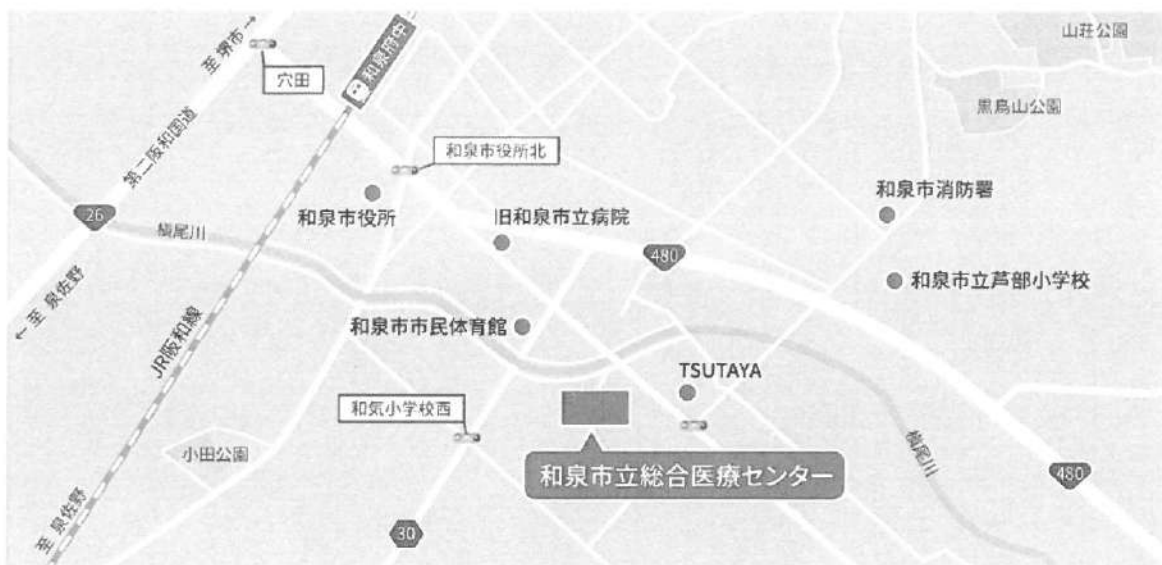 山荘公園
至 堺市 →
穴田
和泉府中
黒鳥山公園
第二阪和国道
和泉市役所北
26
和泉市役所
旧和泉市立病院
和泉市消防署
槇尾川
480
和泉市立芦部小学校
← 至 泉佐野
JR阪和線
和泉市市民体育館
TSUTAYA
和気小学校西
小田公園
和泉市立総合医療センター
槇尾川
480
至 泉佐野
30